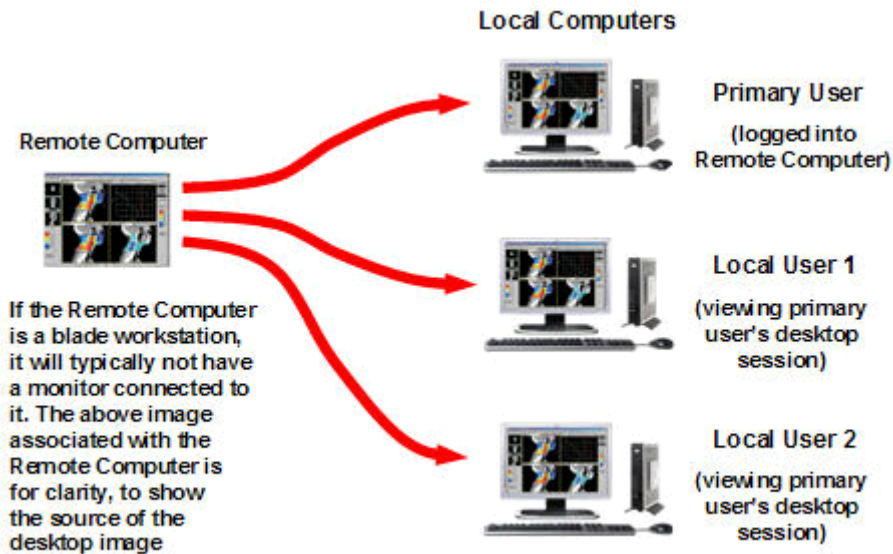 Local Computers
Remote Computer
If the Remote Computer
is a blade workstation,
it will typically not have
a monitor connected to
it. The above image
associated with the
Remote Computer is
for clarity, to show
the source of the
desktop image
Primary User
(logged into
Remote Computer)
Local User 1
(viewing primary
user's desktop
session)
Local User 2
(viewing primary
user's desktop
session)